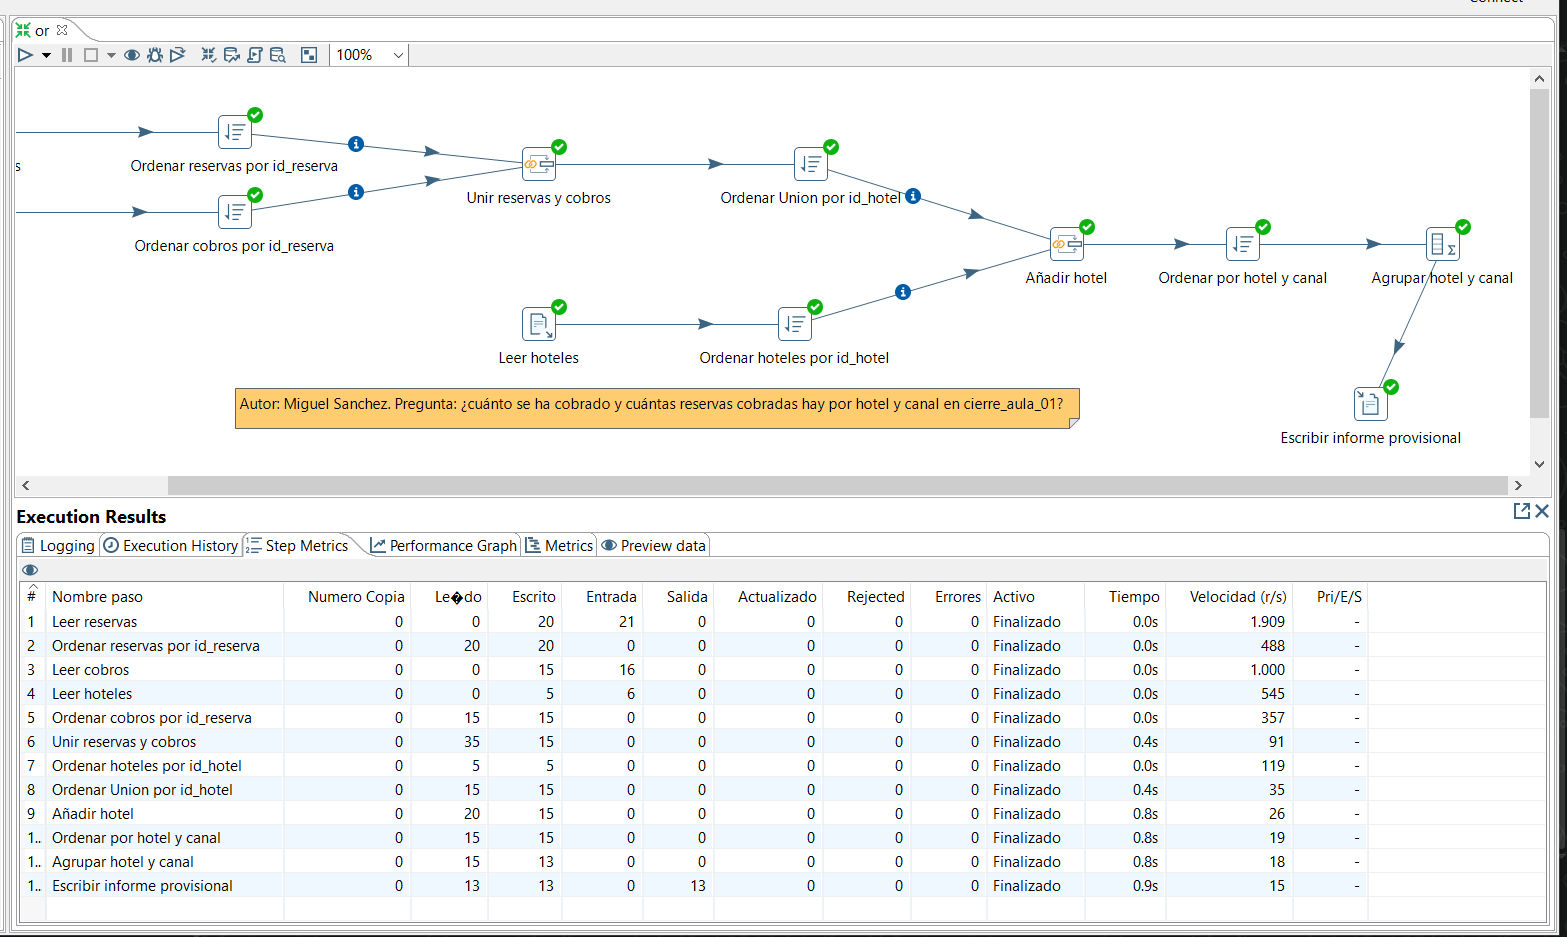 or
100%
s
Ordenar reservas por id_reserva
Ordenar cobros por id_reserva
Unir reservas y cobros
Ordenar Union por id_hotel
Añadir hotel
Ordenar por hotel y canal
Agrupar hotel y canal
Leer hoteles
Ordenar hoteles por id_hotel
Autor: Miguel Sanchez. Pregunta: ¿cuánto se ha cobrado y cuántas reservas cobradas hay por hotel y canal en cierre_aula_01?
Escribir informe provisional
Execution Results
Logging Execution History Step Metrics Performance Graph Metrics Preview data
# Nombre paso Numero Copia Le�do Escrito Entrada Salida Actualizado Rejected Errores Activo Tiempo Velocidad (r/s) Pri/E/S
1 Leer reservas 0 0 20 21 0 0 0 0 Finalizado 0.0s 1.909 -
2 Ordenar reservas por id_reserva 0 20 20 0 0 0 0 0 Finalizado 0.0s 488 -
3 Leer cobros 0 0 15 16 0 0 0 0 Finalizado 0.0s 1.000 -
4 Leer hoteles 0 0 5 6 0 0 0 0 Finalizado 0.0s 545 -
5 Ordenar cobros por id_reserva 0 15 15 0 0 0 0 0 Finalizado 0.0s 357 -
6 Unir reservas y cobros 0 35 15 0 0 0 0 0 Finalizado 0.4s 91 -
7 Ordenar hoteles por id_hotel 0 5 5 0 0 0 0 0 Finalizado 0.0s 119 -
8 Ordenar Union por id_hotel 0 15 15 0 0 0 0 0 Finalizado 0.4s 35 -
9 Añadir hotel 0 20 15 0 0 0 0 0 Finalizado 0.8s 26 -
1.. Ordenar por hotel y canal 0 15 15 0 0 0 0 0 Finalizado 0.8s 19 -
1.. Agrupar hotel y canal 0 15 13 0 0 0 0 0 Finalizado 0.8s 18 -
1.. Escribir informe provisional 0 13 13 0 13 0 0 0 Finalizado 0.9s 15 -